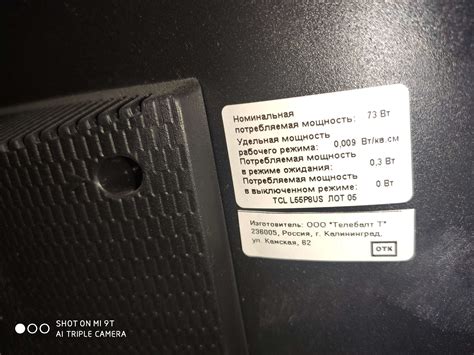 Номинальная
потребляемая мощность: 73 Вт
Удельная мощность
рабочего режима: 0,009 Вт/кв.см
Потребляемая мощность
в режиме ожидания: 0,3 Вт
Потребляемая мощность
в выключенном режиме: 0 Вт
TCL L55P8US ЛОТ 05
Изготовитель: ООО "Телебалт Т"
236005, Россия, г. Калининград,
ул. Камская, 82
ОТК
SHOT ON MI 9T
AI TRIPLE CAMERA